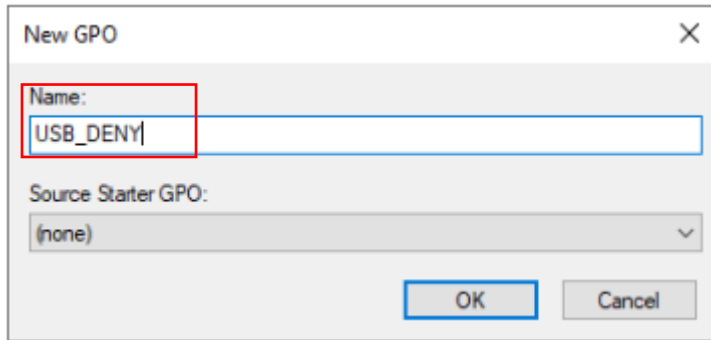 New GPO
Name:
USB_DENY
Source Starter GPO:
(none)
OK Cancel